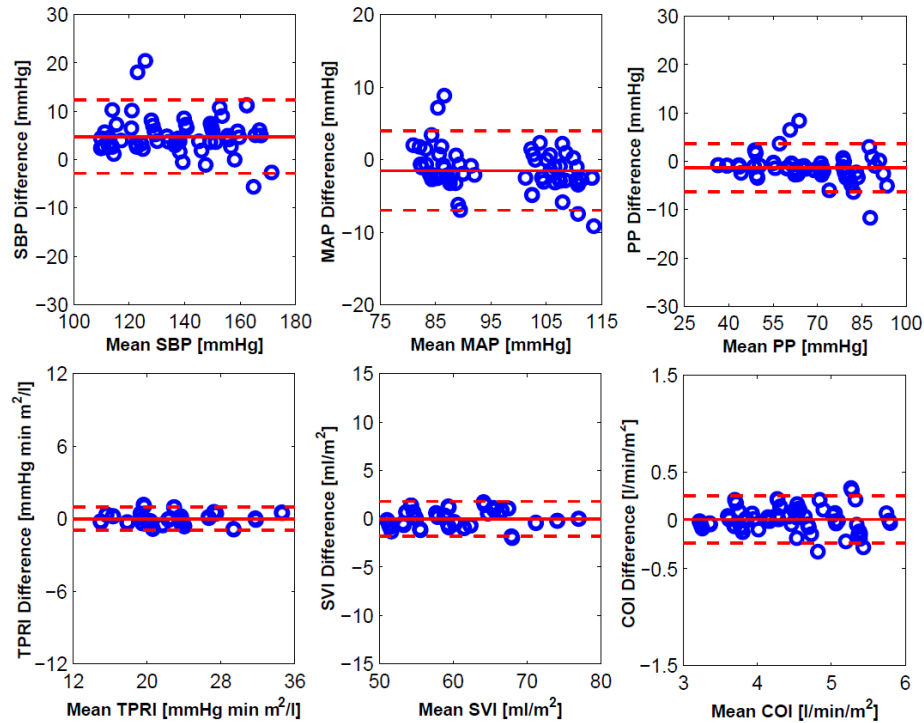 30
20
10
0
−10
−20
−30
100 120 140 160 180
SBP Difference [mmHg]
Mean SBP [mmHg]
20
10
0
−10
−20
75 85 95 105 115
MAP Difference [mmHg]
Mean MAP [mmHg]
30
20
10
0
−10
−20
−30
25 40 55 70 85 100
PP Difference [mmHg]
Mean PP [mmHg]
12
6
0
−6
−12
12 20 28 36
TPRI Difference [mmHg min m²/l]
Mean TPRI [mmHg min m²/l]
15
10
5
0
−5
−10
−15
50 60 70 80
SVI Difference [ml/m²]
Mean SVI [ml/m²]
1.5
0.5
−0.5
−1.5
3 4 5 6
COI Difference [l/min/m²]
Mean COI [l/min/m²]